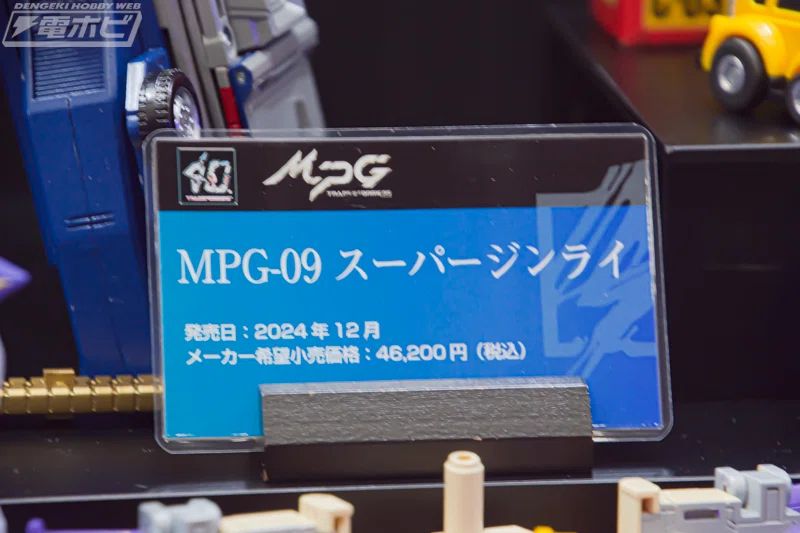 DENGEKI HOBBY WEB
電ホビ
40
MPG
MPG-09 スーパージンライ
発売日：2024年12月
メーカー希望小売価格：46,200円（税込）